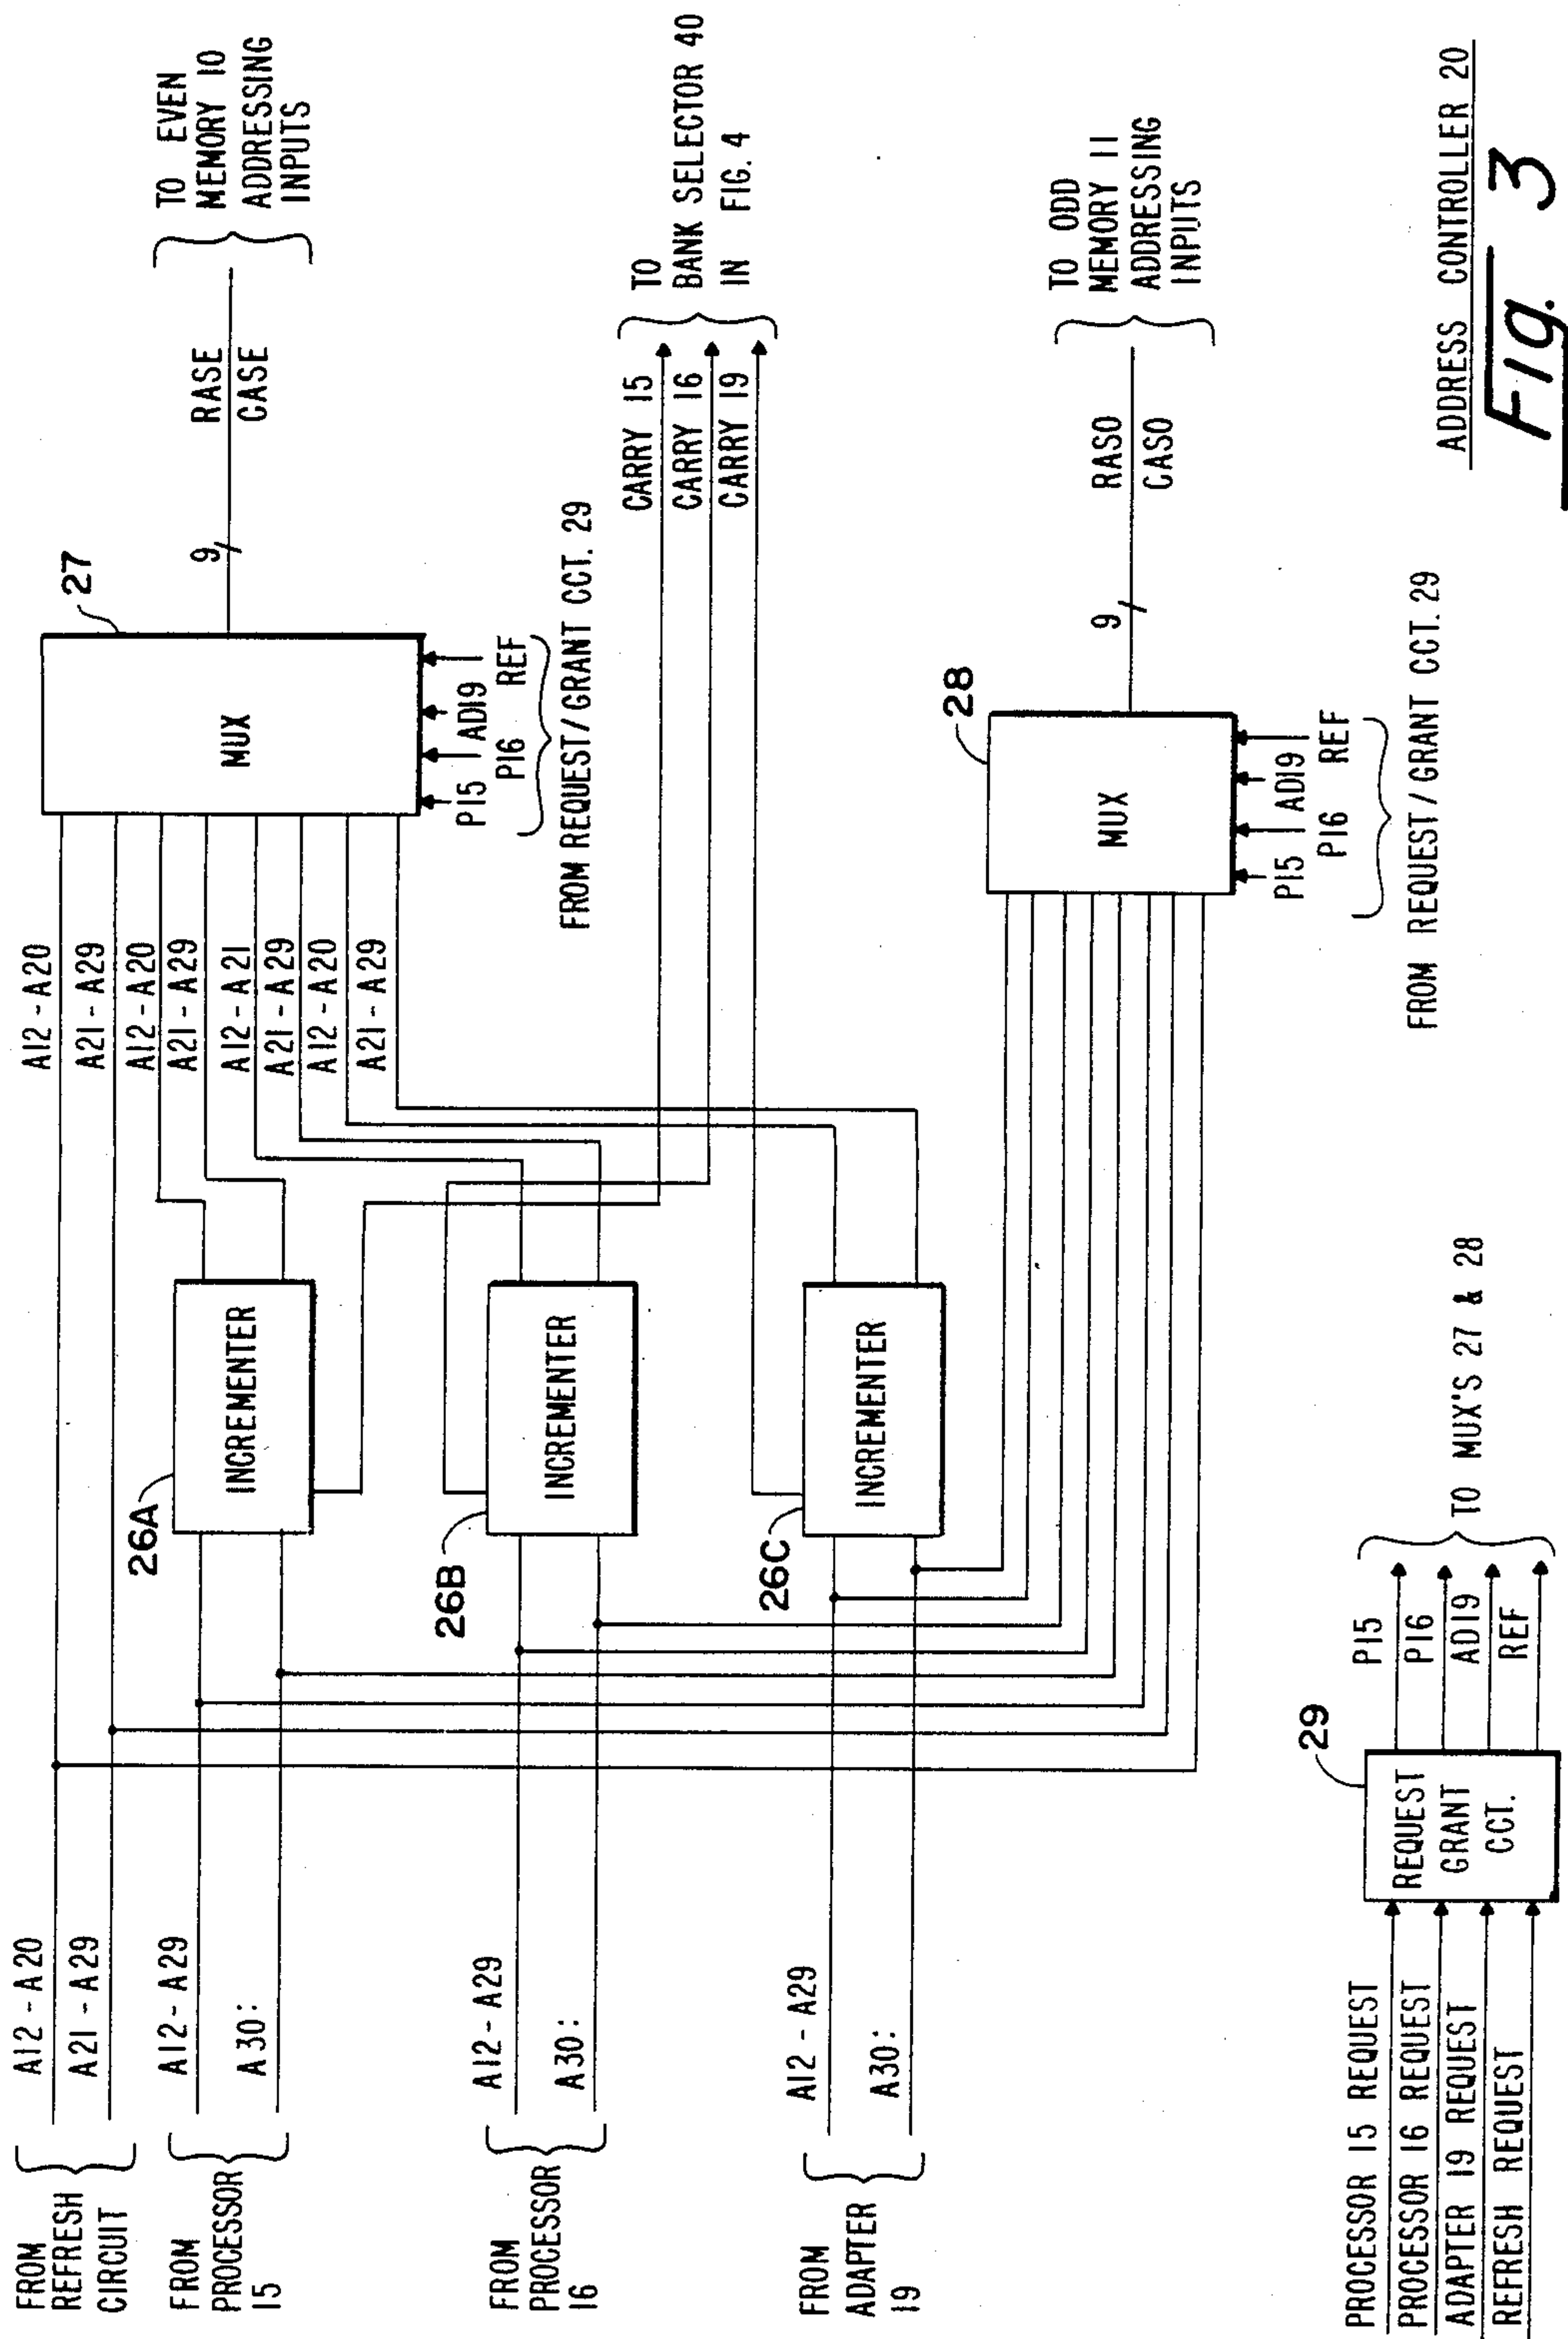 FROM
REFRESH
CIRCUIT
A12 - A20
A21 - A29
FROM
PROCESSOR
15
A12 - A29
A30:
FROM
PROCESSOR
16
A12 - A29
A30:
FROM
ADAPTER
19
A12 - A29
A30:
26A
INCREMENTER
26B
INCREMENTER
26C
INCREMENTER
A12 - A20
A21 - A29
A12 - A20
A21 - A29
A12 - A21
A21 - A29
A12 - A20
A21 - A29
27
MUX
P15
P16
AD19
REF
FROM REQUEST/GRANT CCT. 29
9
RASE
CASE
TO EVEN
MEMORY 10
ADDRESSING
INPUTS
CARRY 15
CARRY 16
CARRY 19
TO
BANK SELECTOR 40
IN FIG. 4
28
MUX
P15
P16
AD19
REF
FROM REQUEST/GRANT CCT. 29
9
RASO
CASO
TO ODD
MEMORY 11
ADDRESSING
INPUTS
PROCESSOR 15 REQUEST
PROCESSOR 16 REQUEST
ADAPTER 19 REQUEST
REFRESH REQUEST
29
REQUEST
GRANT
CCT.
P15
P16
AD19
REF
TO MUX'S 27 & 28
ADDRESS CONTROLLER 20
FIG. 3